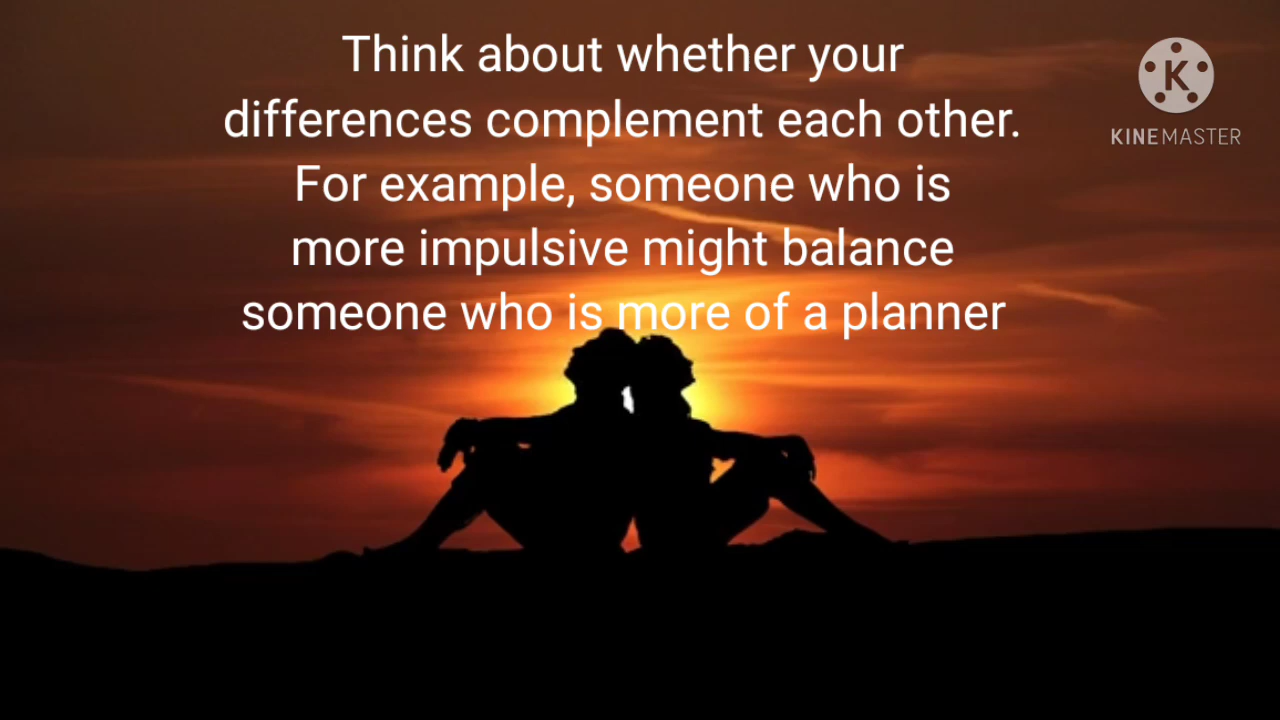 Think about whether your
differences complement each other.
For example, someone who is
more impulsive might balance
someone who is more of a planner
K
KINEMASTER